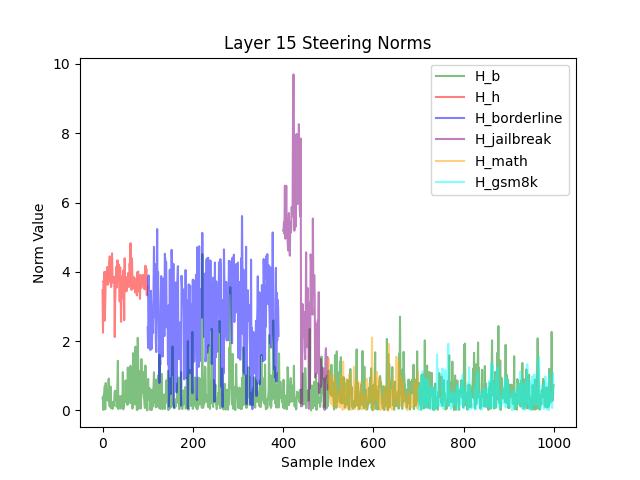 Layer 15 Steering Norms
10
8
6
4
2
0
Norm Value
H_b
H_h
H_borderline
H_jailbreak
H_math
H_gsm8k
0 200 400 600 800 1000
Sample Index